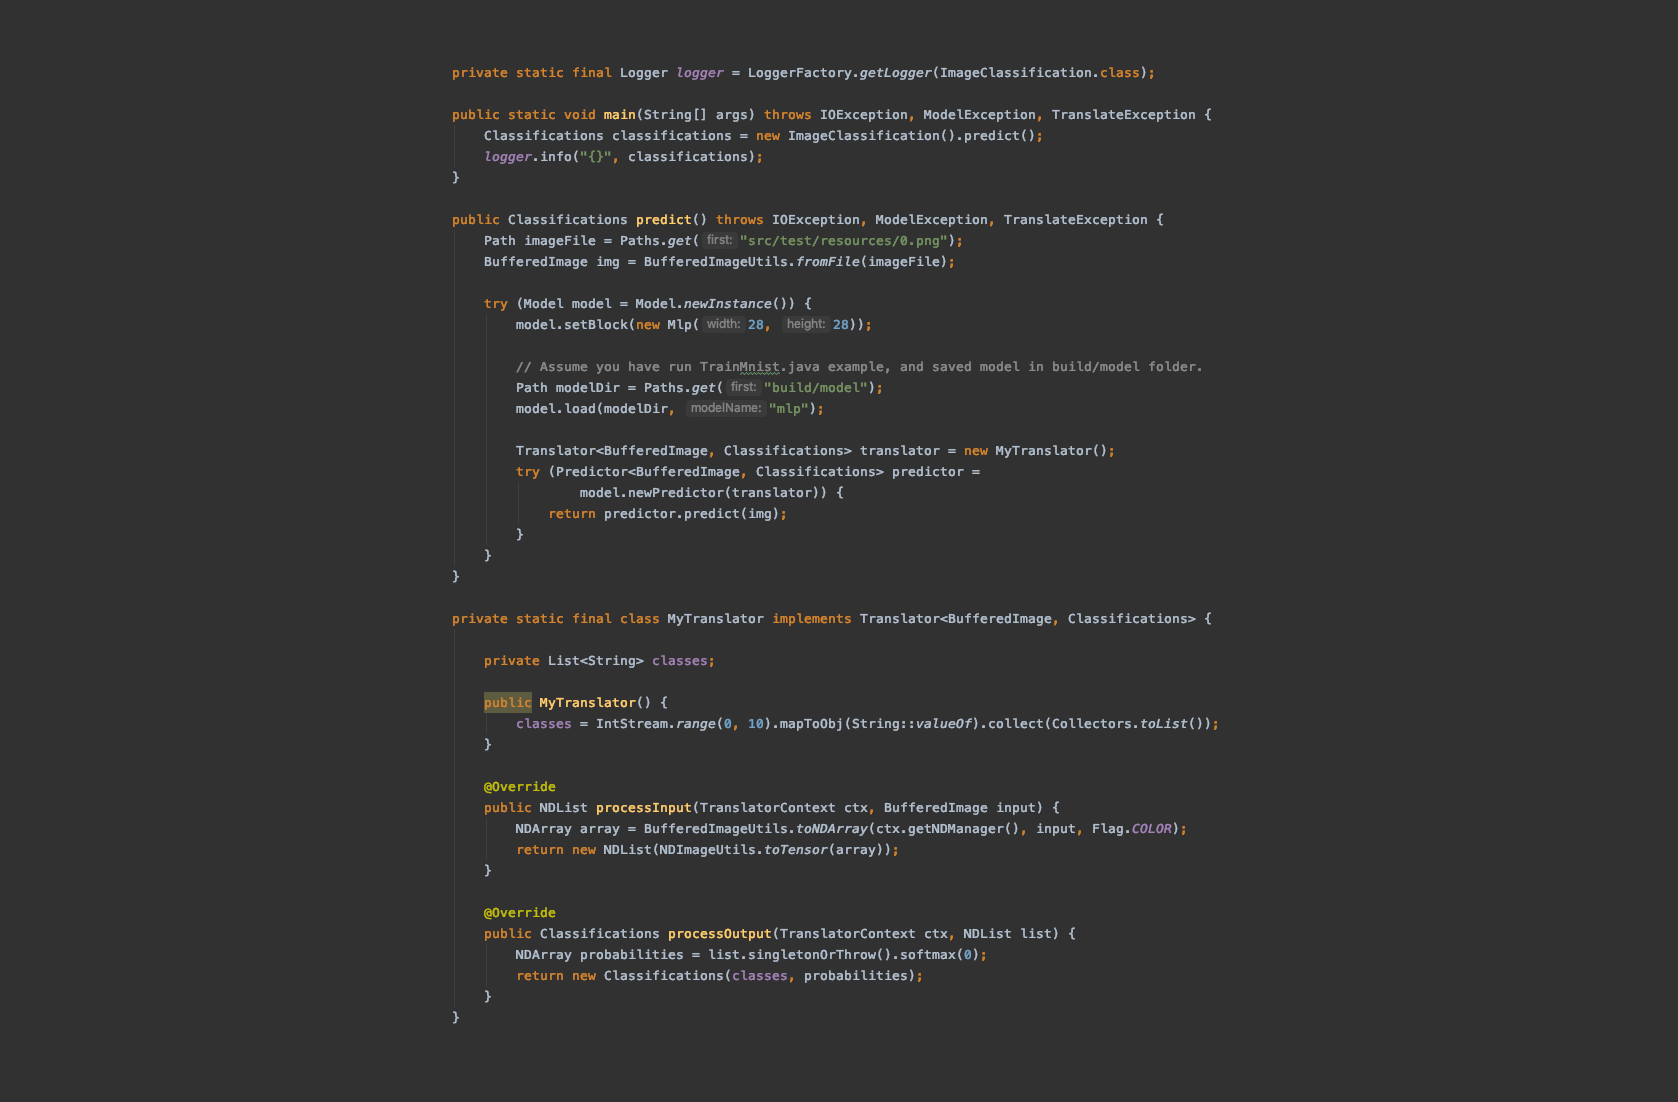 private static final Logger logger = LoggerFactory.getLogger(ImageClassification.class);
public static void main(String[] args) throws IOException, ModelException, TranslateException {
Classifications classifications = new ImageClassification().predict();
logger.info("{}", classifications);
}
public Classifications predict() throws IOException, ModelException, TranslateException {
Path imageFile = Paths.get( first: "src/test/resources/0.png");
BufferedImage img = BufferedImageUtils.fromFile(imageFile);
try (Model model = Model.newInstance()) {
model.setBlock(new Mlp( width: 28, height: 28));
// Assume you have run TrainMnist.java example, and saved model in build/model folder.
Path modelDir = Paths.get( first: "build/model");
model.load(modelDir, modelName: "mlp");
Translator<BufferedImage, Classifications> translator = new MyTranslator();
try (Predictor<BufferedImage, Classifications> predictor =
model.newPredictor(translator)) {
return predictor.predict(img);
}
}
}
private static final class MyTranslator implements Translator<BufferedImage, Classifications> {
private List<String> classes;
public MyTranslator() {
classes = IntStream.range(0, 10).mapToObj(String::valueOf).collect(Collectors.toList());
}
@Override
public NDList processInput(TranslatorContext ctx, BufferedImage input) {
NDArray array = BufferedImageUtils.toNDArray(ctx.getNDManager(), input, Flag.COLOR);
return new NDList(NDImageUtils.toTensor(array));
}
@Override
public Classifications processOutput(TranslatorContext ctx, NDList list) {
NDArray probabilities = list.singletonOrThrow().softmax(0);
return new Classifications(classes, probabilities);
}
}